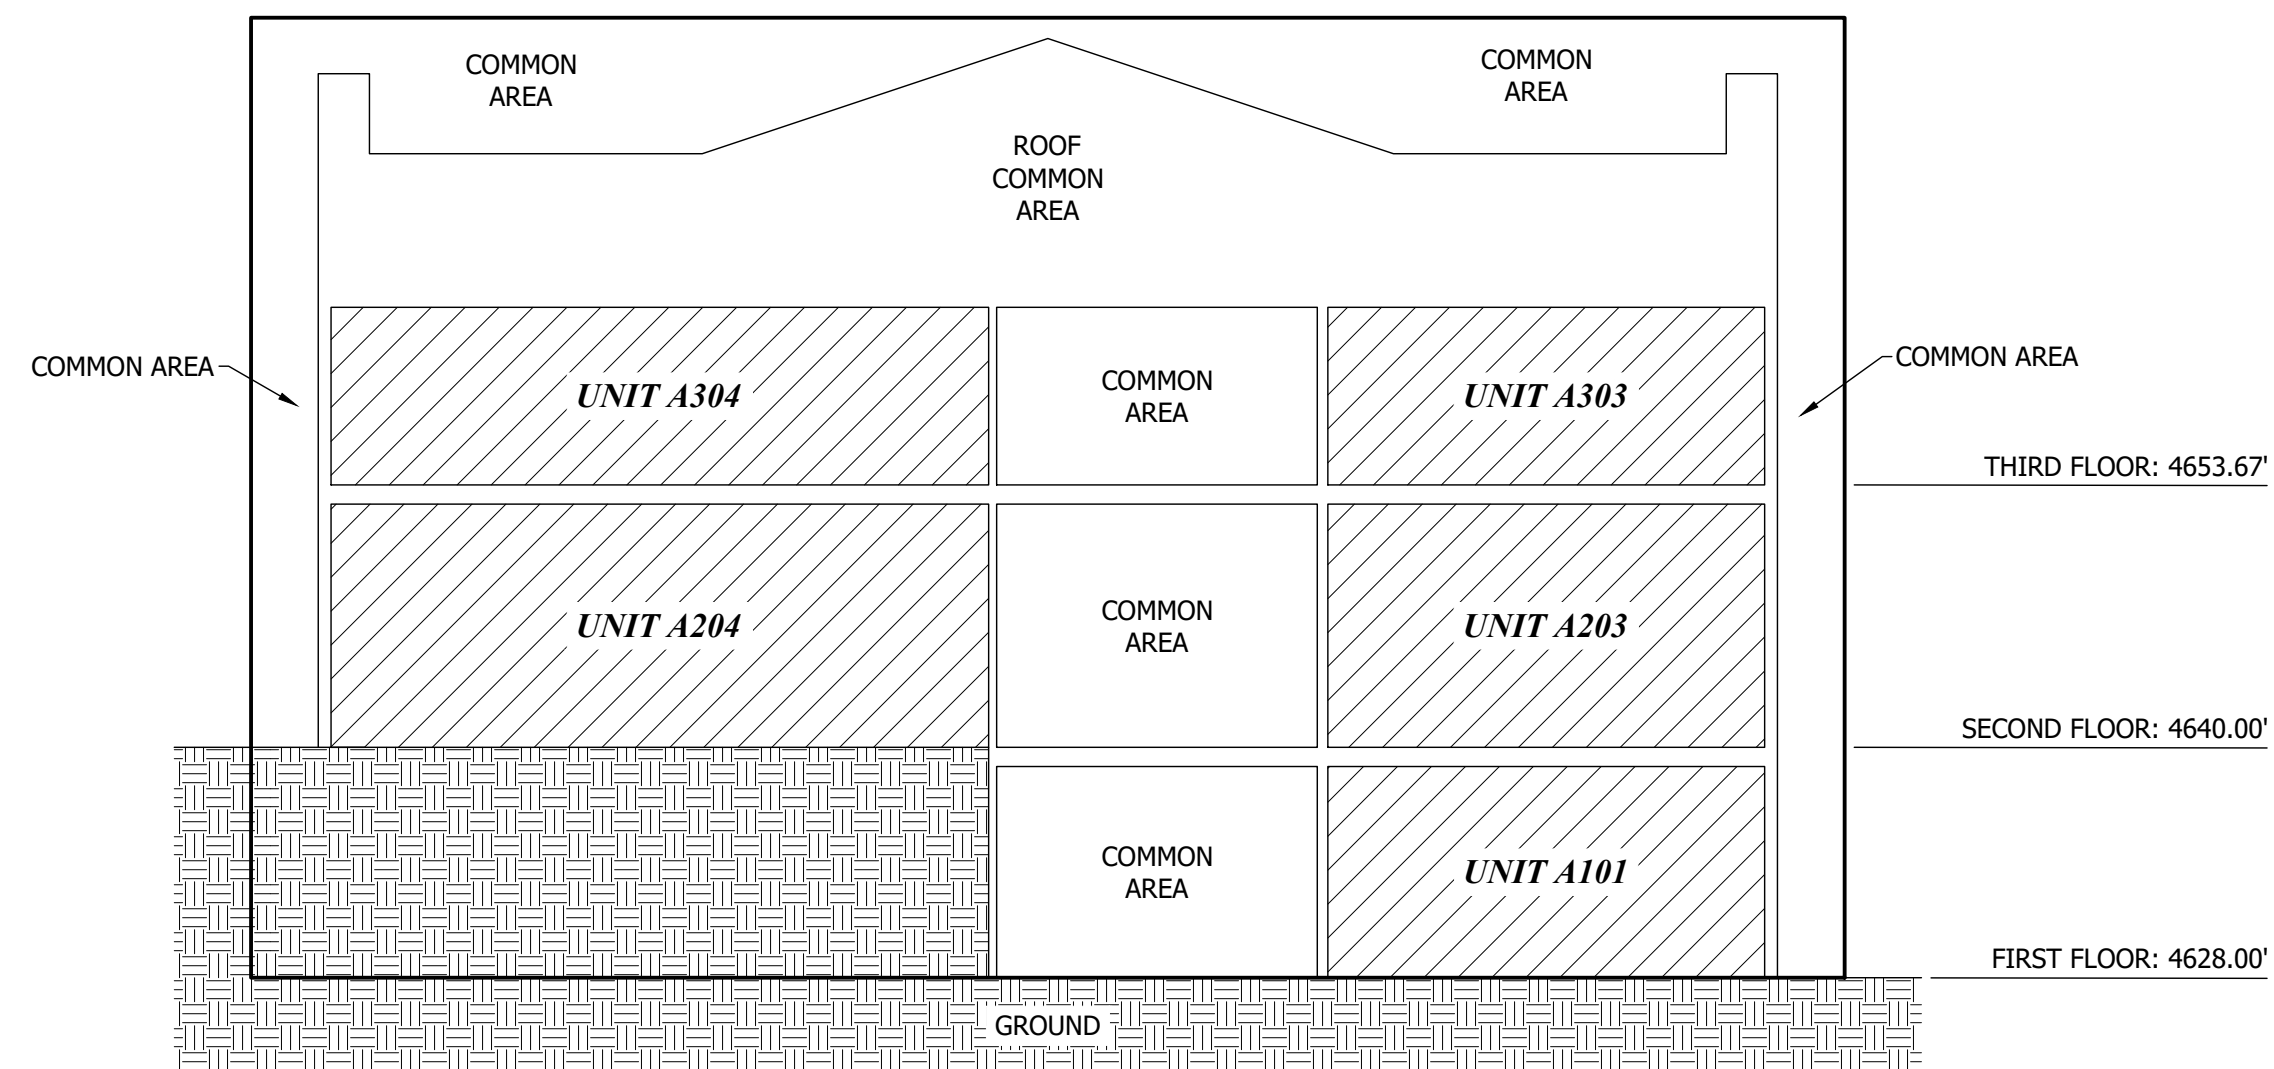 COMMON
AREA
COMMON
AREA
ROOF
COMMON
AREA
COMMON AREA
UNIT A304
COMMON
AREA
UNIT A303
COMMON AREA
THIRD FLOOR: 4653.67'
UNIT A204
COMMON
AREA
UNIT A203
SECOND FLOOR: 4640.00'
COMMON
AREA
UNIT A101
FIRST FLOOR: 4628.00'
GROUND